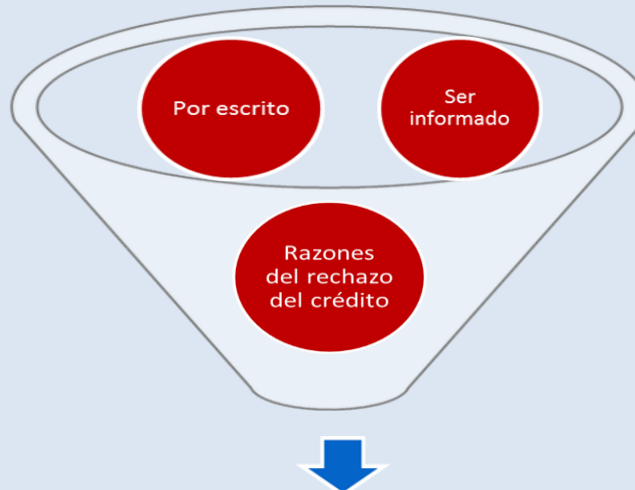 Por escrito
Ser
informado
Razones
del rechazo
del crédito